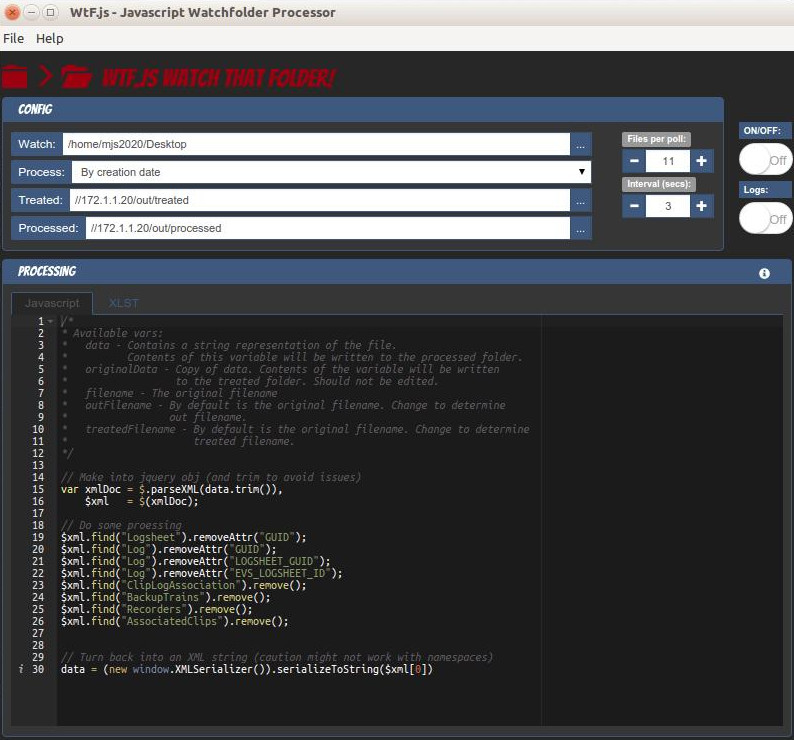 WtF.js - Javascript Watchfolder Processor
File Help
WTF.JS WATCH THAT FOLDER!
CONFIG
Watch: /home/mjs2020/Desktop ...
Process: By creation date
Treated: //172.1.1.20/out/treated ...
Processed: //172.1.1.20/out/processed ...
Files per poll:
- 11 +
Interval (secs):
- 3 +
ON/OFF:
Off
Logs:
Off
PROCESSING
Javascript XLST
1 /*
2 * Available vars:
3 * data - Contains a string representation of the file.
4 * Contents of this variable will be written to the processed folder.
5 * originalData - Copy of data. Contents of the variable will be written
6 * to the treated folder. Should not be edited.
7 * filename - The original filename
8 * outFilename - By default is the original filename. Change to determine
9 * out filename.
10 * treatedFilename - By default is the original filename. Change to determine
11 * treated filename.
12 */
13
14 // Make into jquery obj (and trim to avoid issues)
15 var xmlDoc = $.parseXML(data.trim()),
16 $xml = $(xmlDoc);
17
18 // Do some proessing
19 $xml.find("Logsheet").removeAttr("GUID");
20 $xml.find("Log").removeAttr("GUID");
21 $xml.find("Log").removeAttr("LOGSHEET_GUID");
22 $xml.find("Log").removeAttr("EVS_LOGSHEET_ID");
23 $xml.find("ClipLogAssociation").remove();
24 $xml.find("BackupTrains").remove();
25 $xml.find("Recorders").remove();
26 $xml.find("AssociatedClips").remove();
27
28
29 // Turn back into an XML string (caution might not work with namespaces)
i 30 data = (new window.XMLSerializer()).serializeToString($xml[0])